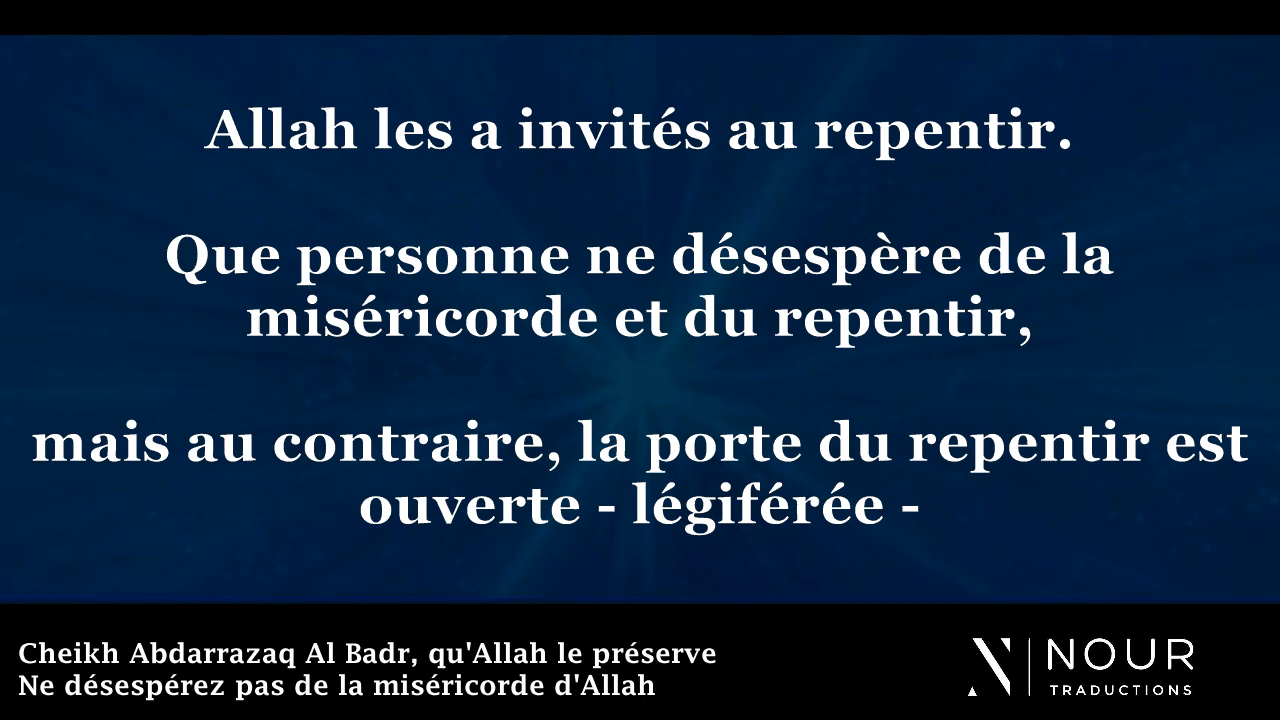 Allah les a invités au repentir.
Que personne ne désespère de la
miséricorde et du repentir,
mais au contraire, la porte du repentir est
ouverte - légiférée -
Cheikh Abdarrazaq Al Badr, qu'Allah le préserve
Ne désespérez pas de la miséricorde d'Allah
NOUR
TRADUCTIONS